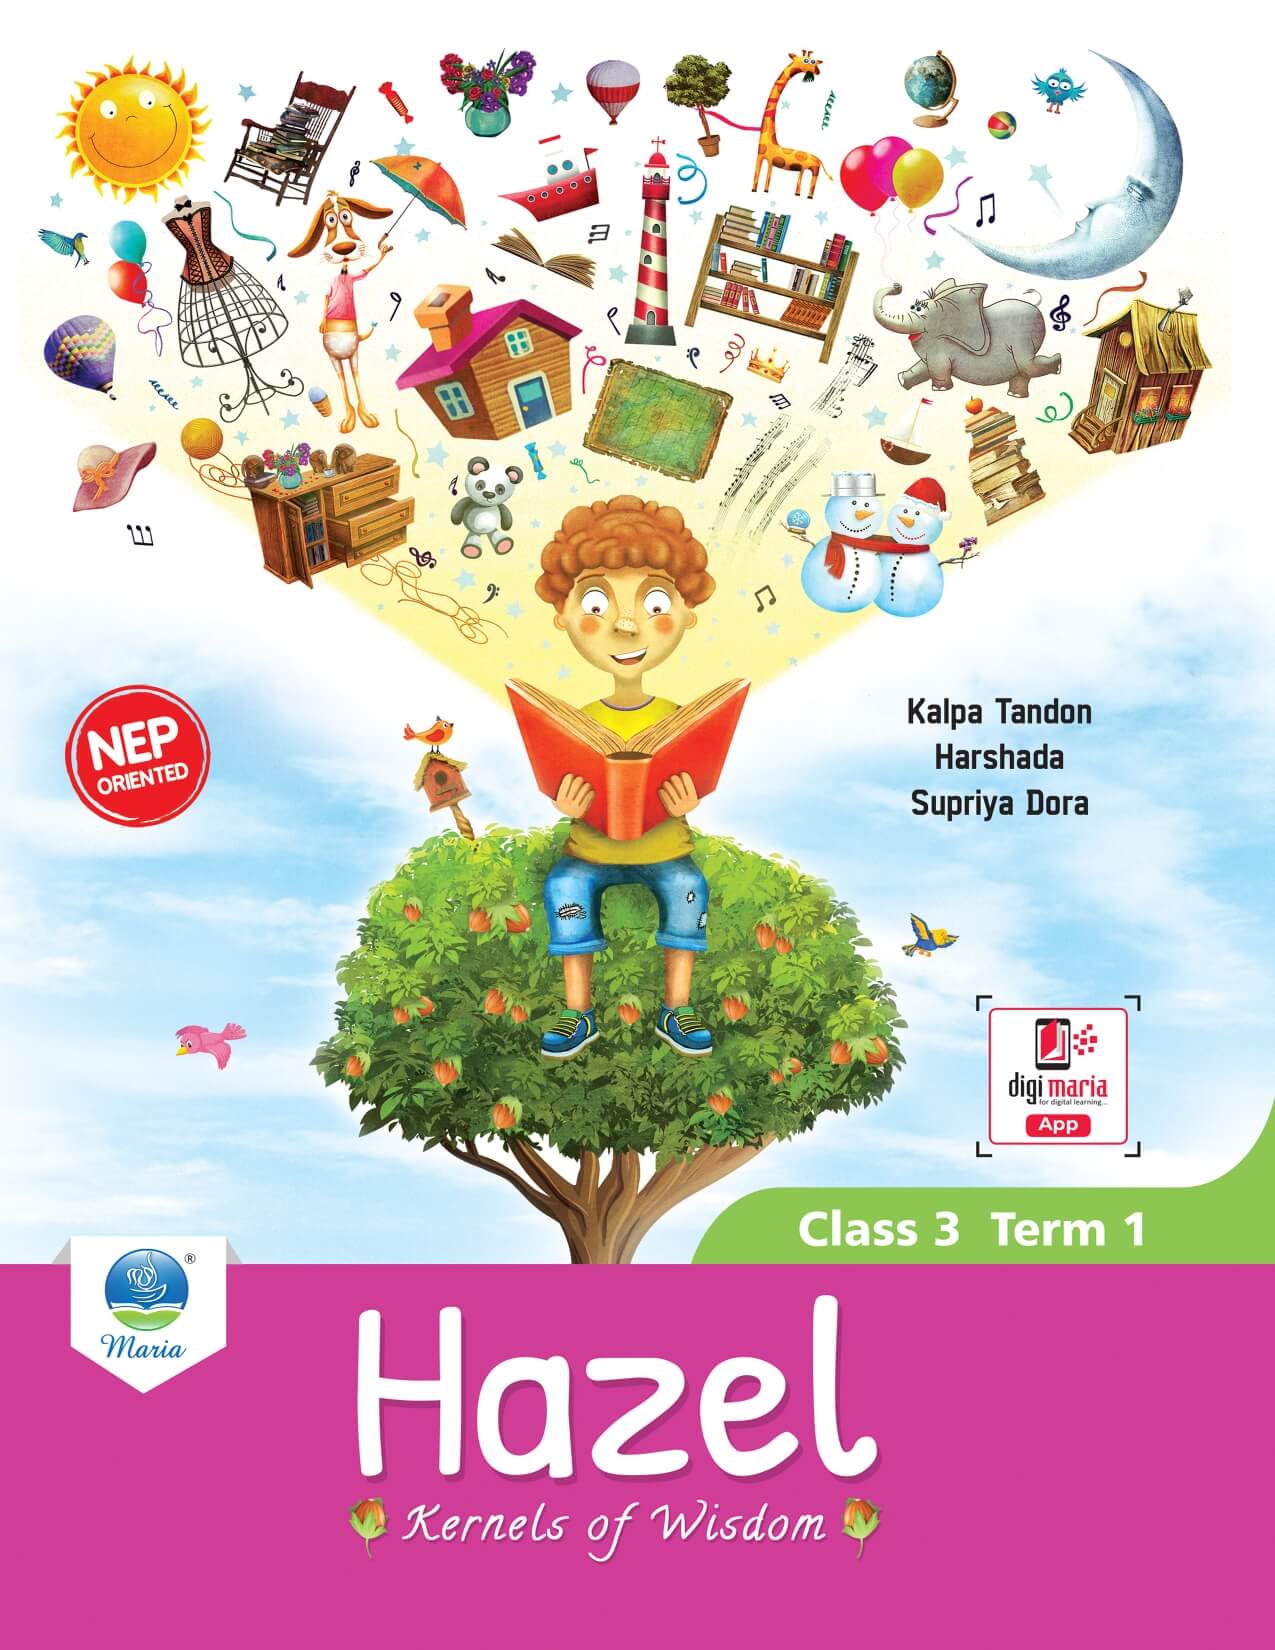 Kalpa Tandon
Harshada
Supriya Dora
NEP
ORIENTED
digi maria
for digital learning...
App
Class 3 Term 1
®
Maria
Hazel
Kernels of Wisdom